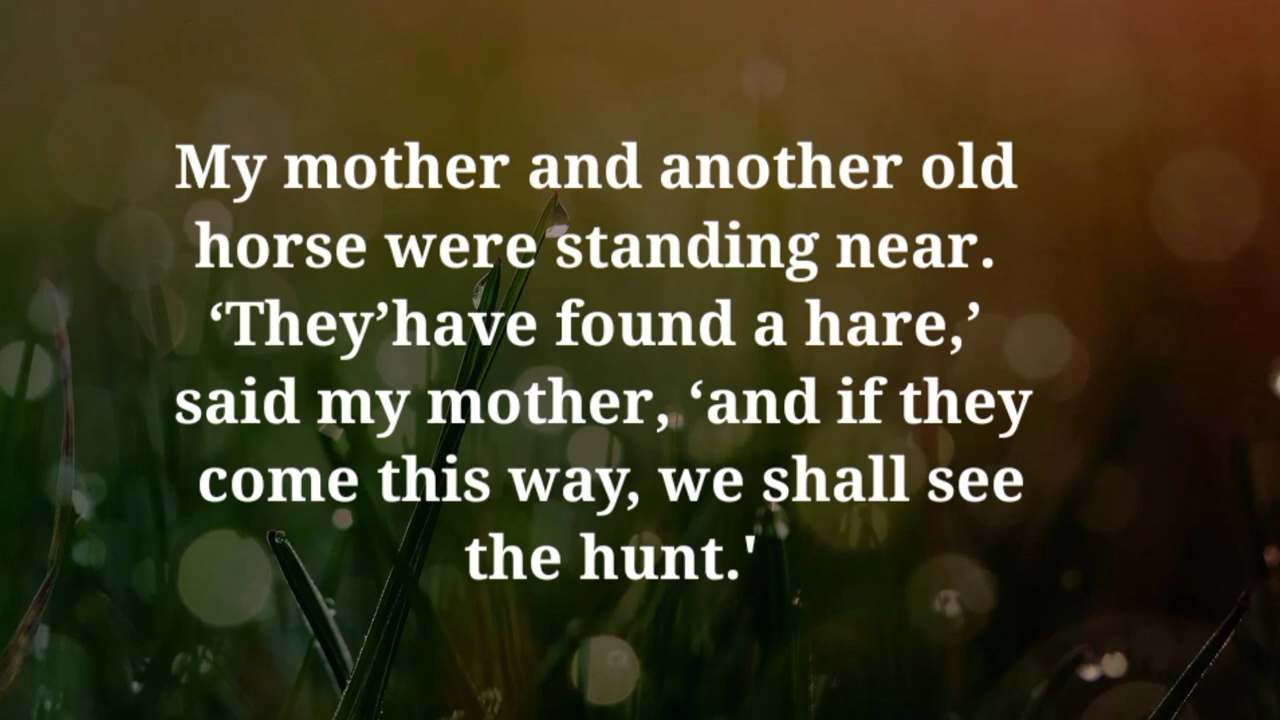 My mother and another old
horse were standing near.
‘They’have found a hare,’
said my mother, ‘and if they
come this way, we shall see
the hunt.'